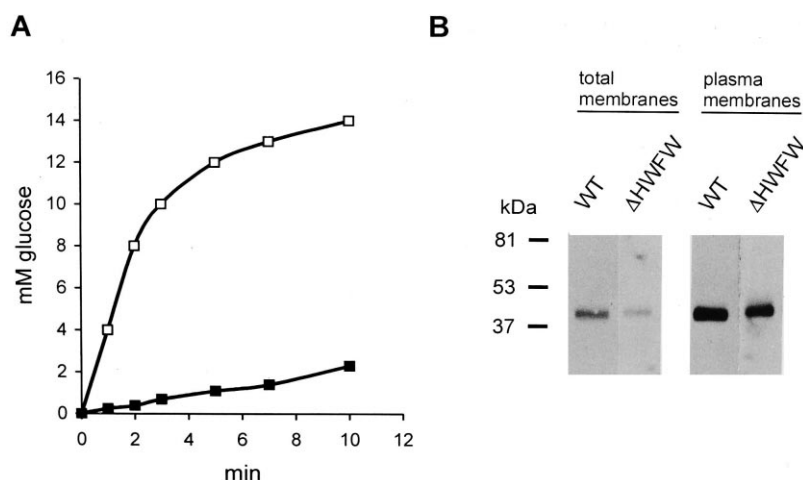 A
mM glucose
16
14
12
10
8
6
4
2
0
0 2 4 6 8 10 12
min
B
total membranes
plasma membranes
WT
ΔHWFW
WT
ΔHWFW
kDa
81
53
37